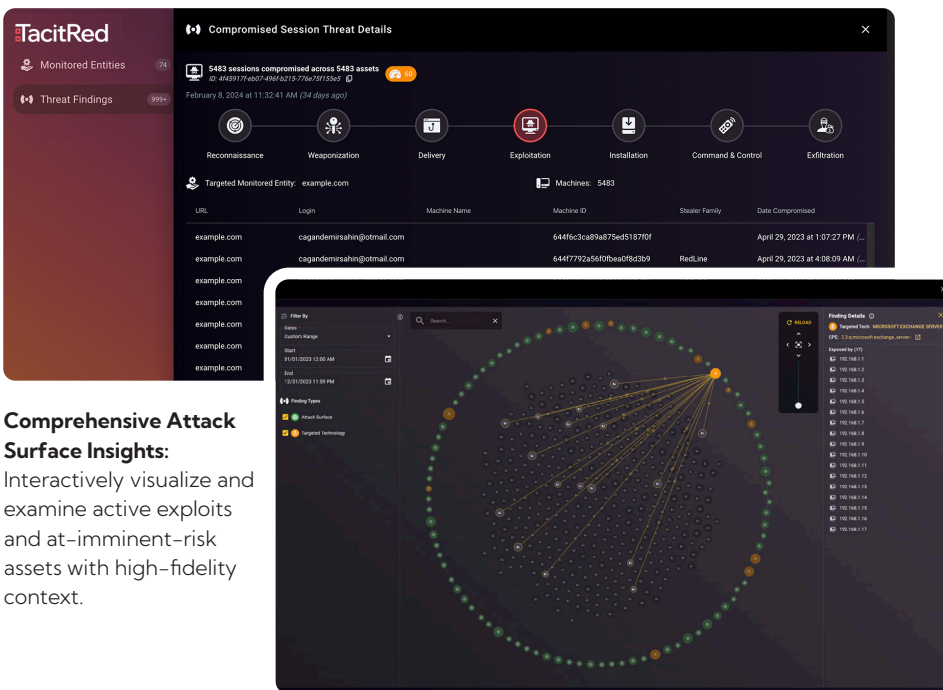 TacitRed
Monitored Entities 74
Threat Findings 999+
Compromised Session Threat Details
5483 sessions compromised across 5483 assets 60
ID: 4f45917f-eb07-496f-b215-776e75f155e5
February 8, 2024 at 11:32:41 AM (34 days ago)
Reconnaissance Weaponization Delivery Exploitation Installation Command & Control Exfiltration
Targeted Monitored Entity: example.com Machines: 5483
URL Login Machine Name Machine ID Stealer Family Date Compromised
example.com cagandemirsahin@otmail.com 644f6c3ca89a875ed5187f0f April 29, 2023 at 1:07:27 PM (...
example.com cagandemirsahin@otmail.com 644f7792a56f0fbea0f8d3b9 RedLine April 29, 2023 at 4:08:09 AM (...
example.com
example.com
example.com
example.com
example.com
Filter By
Dates
Custom Range
Start
01/01/2023 12:00 AM
End
12/31/2023 11:59 PM
Finding Types
Attack Surface
Targeted Technology
Search...
RELOAD
Finding Details
Targeted Tech: MICROSOFT EXCHANGE SERVER
CPE: 2.3:a:microsoft:exchange_server:
Exposed by (17)
192.168.1.1
192.168.1.2
192.168.1.3
192.168.1.4
192.168.1.5
192.168.1.6
192.168.1.7
192.168.1.8
192.168.1.9
192.168.1.10
192.168.1.11
192.168.1.12
192.168.1.13
192.168.1.14
192.168.1.15
192.168.1.16
192.168.1.17
Comprehensive Attack
Surface Insights:
Interactively visualize and
examine active exploits
and at-imminent-risk
assets with high-fidelity
context.